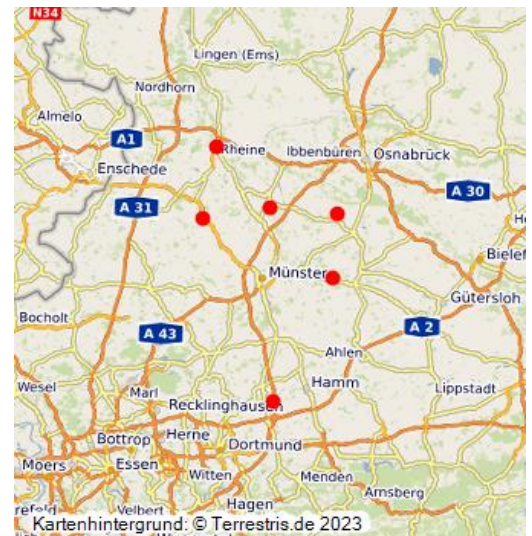 N34
Lingen (Ems)
Nordhorn
Almelo
A1
Rheine
Ibbenbüren
Osnabrück
Enschede
A 30
A 31
Bielef
Münster
Gütersloh
Bocholt
A 43
A 2
Ahlen
Wesel
Marl
Hamm
Lippstadt
Recklinghausen
Bottrop
Herne
Dortmund
Moers
Essen
Witten
Menden
Arnsberg
Hagen
refeld
Velbert
Kartenhintergrund: © Terrestris.de 2023